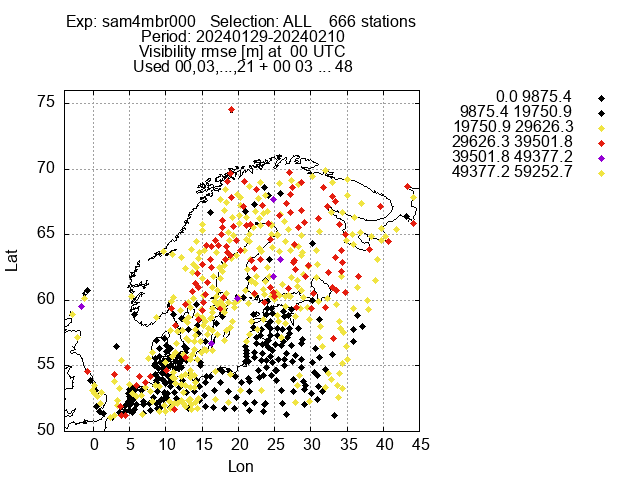 Exp: sam4mbr000 Selection: ALL 666 stations
Period: 20240129-20240210
Visibility rmse [m] at 00 UTC
Used 00,03,...,21 + 00 03 ... 48
0.0 9875.4
9875.4 19750.9
19750.9 29626.3
29626.3 39501.8
39501.8 49377.2
49377.2 59252.7
75
70
65
60
55
50
Lat
0 5 10 15 20 25 30 35 40 45
Lon